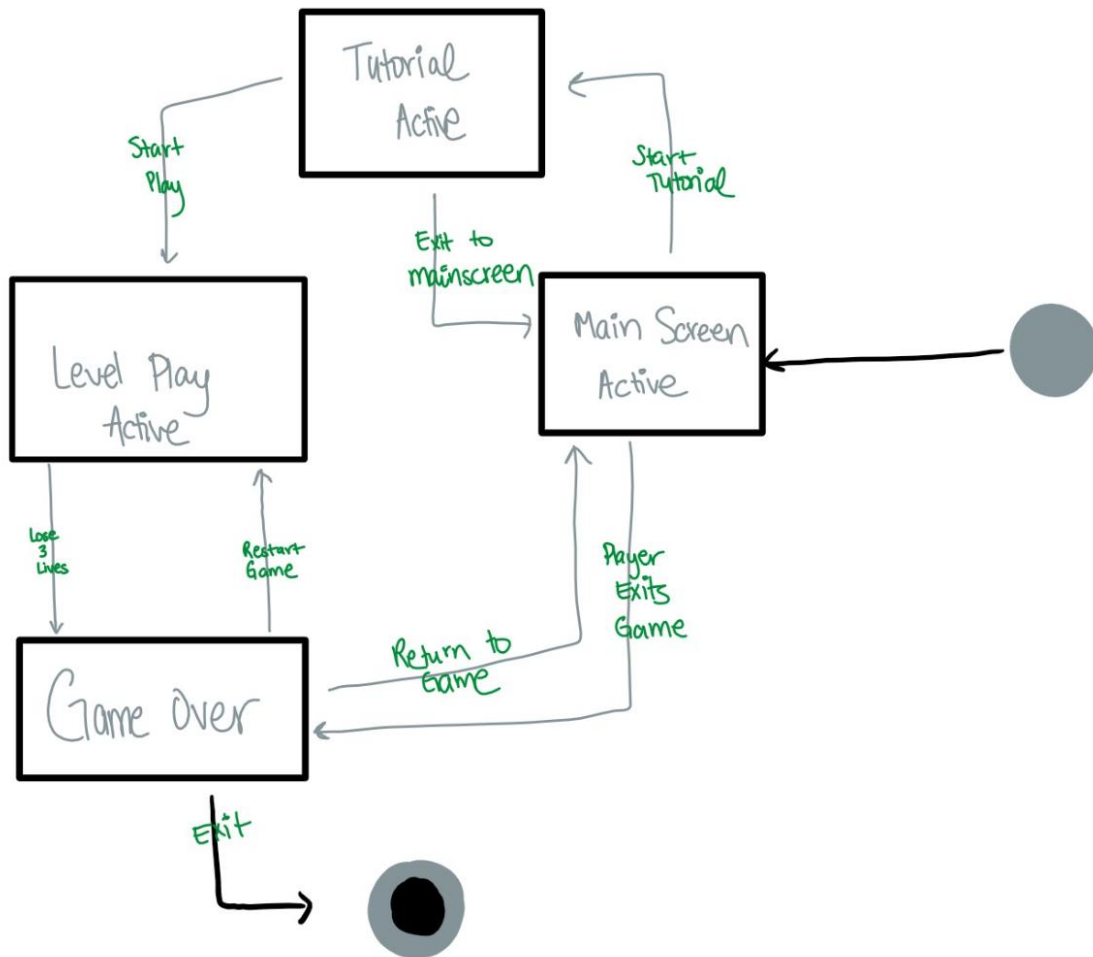 Tutorial
Active
Start
Play
Start
Tutorial
Exit to
mainscreen
Main Screen
Active
Level Play
Active
Lose
3
Lives
Restart
Game
Player
Exits
Game
Return to
Game
Game Over
Exit